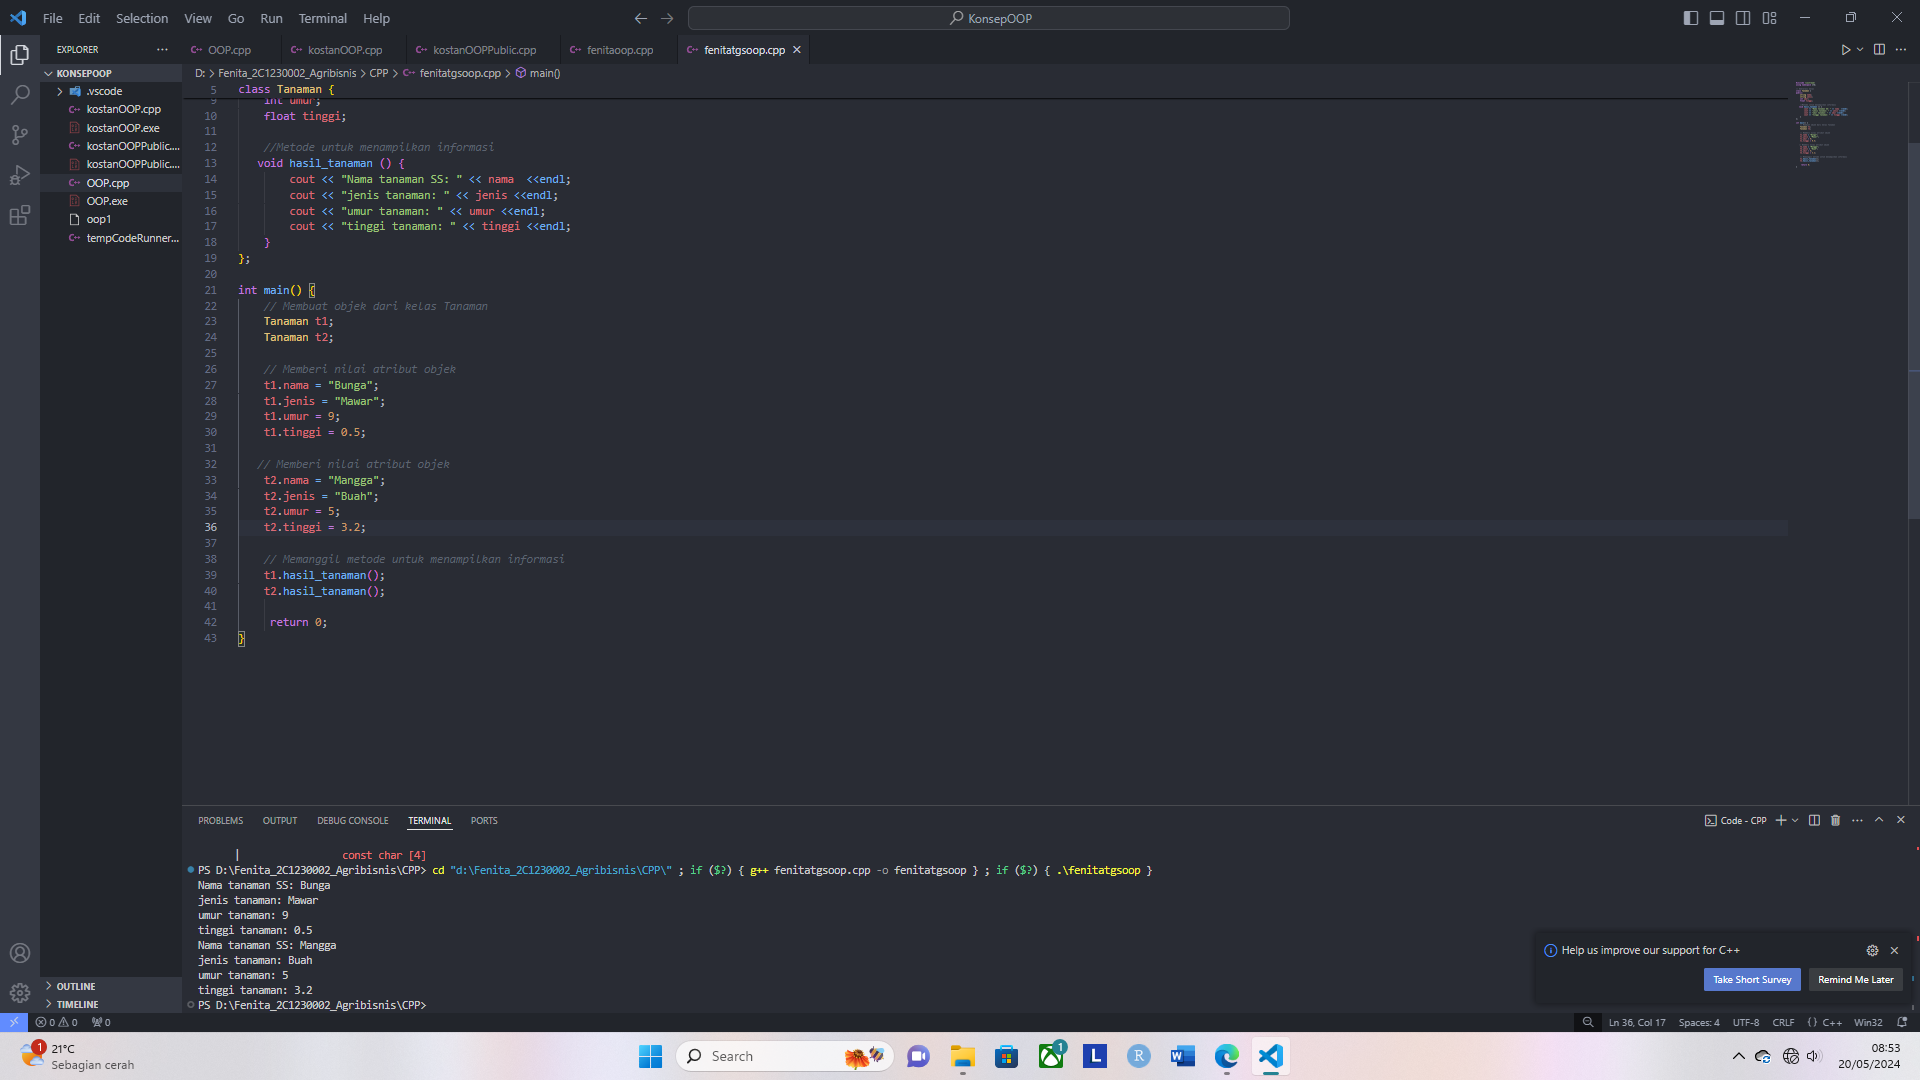 File Edit Selection View Go Run Terminal Help
KonsepOOP
EXPLORER
OOP.cpp
kostanOOP.cpp
kostanOOPPublic.cpp
fenitaoop.cpp
fenitatgsoop.cpp
KONSEPOOP
.vscode
kostanOOP.cpp
kostanOOP.exe
kostanOOPPublic....
kostanOOPPublic....
OOP.cpp
OOP.exe
oop1
tempCodeRunner...
OUTLINE
TIMELINE
D: > Fenita_2C1230002_Agribisnis > CPP > fenitatgsoop.cpp > main()
5 class Tanaman {
9 int umur;
10 float tinggi;
11
12 //Metode untuk menampilkan informasi
13 void hasil_tanaman () {
14 cout << "Nama tanaman SS: " << nama  <<endl;
15 cout << "jenis tanaman: " << jenis <<endl;
16 cout << "umur tanaman: " << umur <<endl;
17 cout << "tinggi tanaman: " << tinggi <<endl;
18 }
19 };
20
21 int main() {
22 // Membuat objek dari kelas Tanaman
23 Tanaman t1;
24 Tanaman t2;
25
26 // Memberi nilai atribut objek
27 t1.nama = "Bunga";
28 t1.jenis = "Mawar";
29 t1.umur = 9;
30 t1.tinggi = 0.5;
31
32 // Memberi nilai atribut objek
33 t2.nama = "Mangga";
34 t2.jenis = "Buah";
35 t2.umur = 5;
36 t2.tinggi = 3.2;
37
38 // Memanggil metode untuk menampilkan informasi
39 t1.hasil_tanaman();
40 t2.hasil_tanaman();
41
42 return 0;
43 }
PROBLEMS OUTPUT DEBUG CONSOLE TERMINAL PORTS
Code - CPP
| const char [4]
PS D:\Fenita_2C1230002_Agribisnis\CPP> cd "d:\Fenita_2C1230002_Agribisnis\CPP\" ; if ($?) { g++ fenitatgsoop.cpp -o fenitatgsoop } ; if ($?) { .\fenitatgsoop }
Nama tanaman SS: Bunga
jenis tanaman: Mawar
umur tanaman: 9
tinggi tanaman: 0.5
Nama tanaman SS: Mangga
jenis tanaman: Buah
umur tanaman: 5
tinggi tanaman: 3.2
PS D:\Fenita_2C1230002_Agribisnis\CPP>
Help us improve our support for C++
Take Short Survey
Remind Me Later
0 0 0
Ln 36, Col 17 Spaces: 4 UTF-8 CRLF {} C++ Win32
1
21°C
Sebagian cerah
Search
1
L
R
W
08:53
20/05/2024